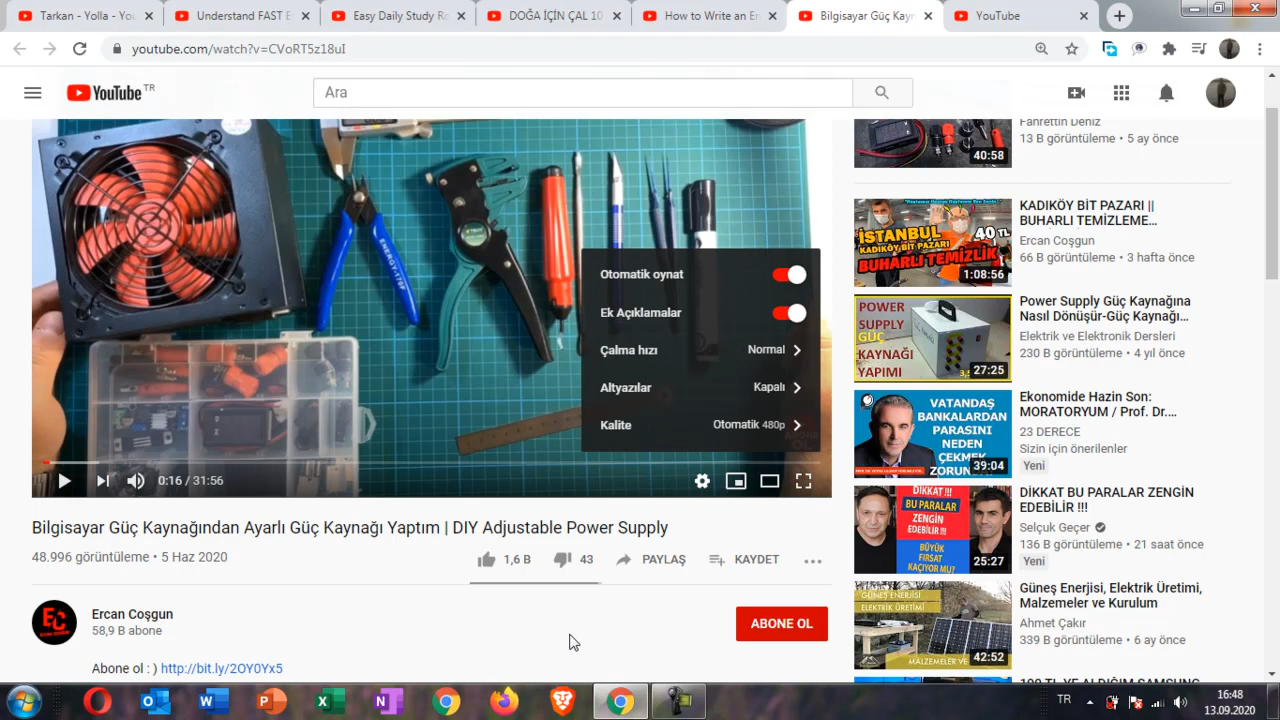 Tarkan - Yolla - You
Understand FAST E
Easy Daily Study Ro
DOĞA İÇİN ÇAL 10
How to Write an En
Bilgisayar Güç Kayn
YouTube
youtube.com/watch?v=CVoRT5z18uI
YouTube TR
Ara
Fahrettin Deniz
13 B görüntüleme • 5 ay önce
40:58
İSTANBUL
KADIKÖY BİT PAZARI
40 TL
BUHARLI TEMİZLİK
1:08:56
KADIKÖY BİT PAZARI ||
BUHARLI TEMİZLEME…
Ercan Coşgun
66 B görüntüleme • 3 hafta önce
POWER
SUPPLY
GÜÇ
KAYNAĞI
YAPIMI
27:25
Power Supply Güç Kaynağına
Nasıl Dönüşür-Güç Kaynağı…
Elektrik ve Elektronik Dersleri
230 B görüntüleme • 4 yıl önce
VATANDAŞ
BANKALARDAN
PARASINI
NEDEN
ÇEKMEK
ZORUN
39:04
Ekonomide Hazin Son:
MORATORYUM / Prof. Dr.…
23 DERECE
Sizin için önerilenler
Yeni
DİKKAT !
BU PARALAR
ZENGİN
EDEBİLİR !!!
BÜYÜK
FIRSAT
KAÇIYOR MU?
25:27
DİKKAT BU PARALAR ZENGİN
EDEBİLİR !!!
Selçuk Geçer
136 B görüntüleme • 21 saat önce
Yeni
GÜNEŞ ENERJİSİ
ELEKTRİK ÜRETİMİ
MALZEMELER VE
42:52
Güneş Enerjisi, Elektrik Üretimi,
Malzemeler ve Kurulum
Ahmet Çakır
339 B görüntüleme • 6 ay önce
Otomatik oynat
Ek Açıklamalar
Çalma hızı Normal
Altyazılar Kapalı
Kalite Otomatik 480p
Bilgisayar Güç Kaynağından Ayarlı Güç Kaynağı Yaptım | DIY Adjustable Power Supply
48.996 görüntüleme • 5 Haz 2020
1,6 B
43
PAYLAŞ
KAYDET
Ercan Coşgun
58,9 B abone
ABONE OL
Abone ol : ) http://bit.ly/2OY0Yx5
TR
16:48
13.09.2020